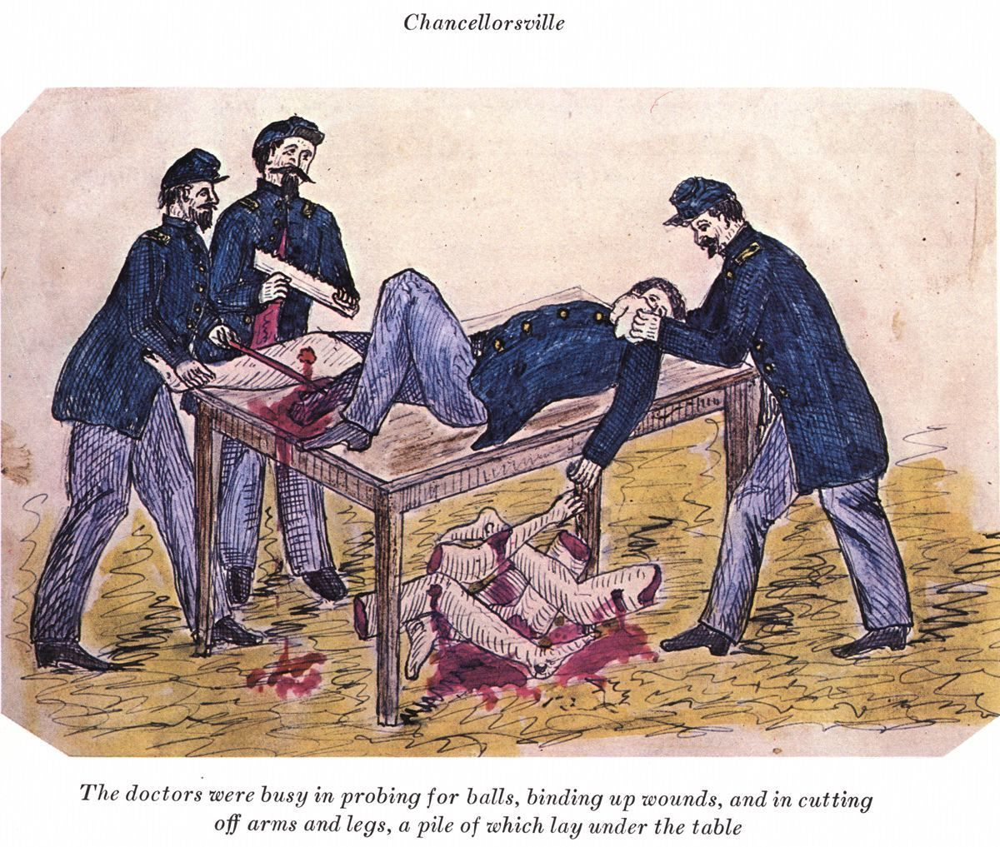 Chancellorsville
The doctors were busy in probing for balls, binding up wounds, and in cutting
off arms and legs, a pile of which lay under the table